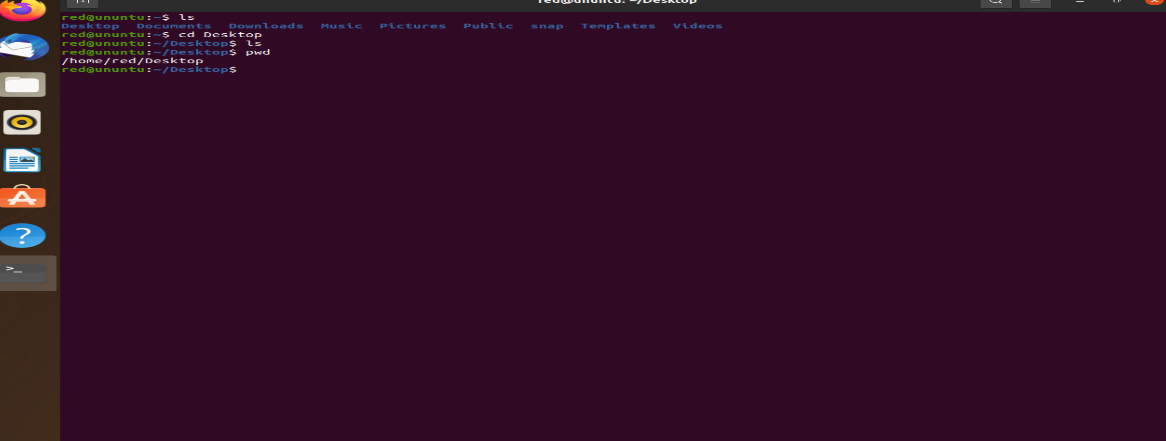 red@ununtu: ~/Desktop
red@ununtu:~$ ls
Desktop Documents Downloads Music Pictures Public snap Templates Videos
red@ununtu:~$ cd Desktop
red@ununtu:~/Desktop$ ls
red@ununtu:~/Desktop$ pwd
/home/red/Desktop
red@ununtu:~/Desktop$
>_